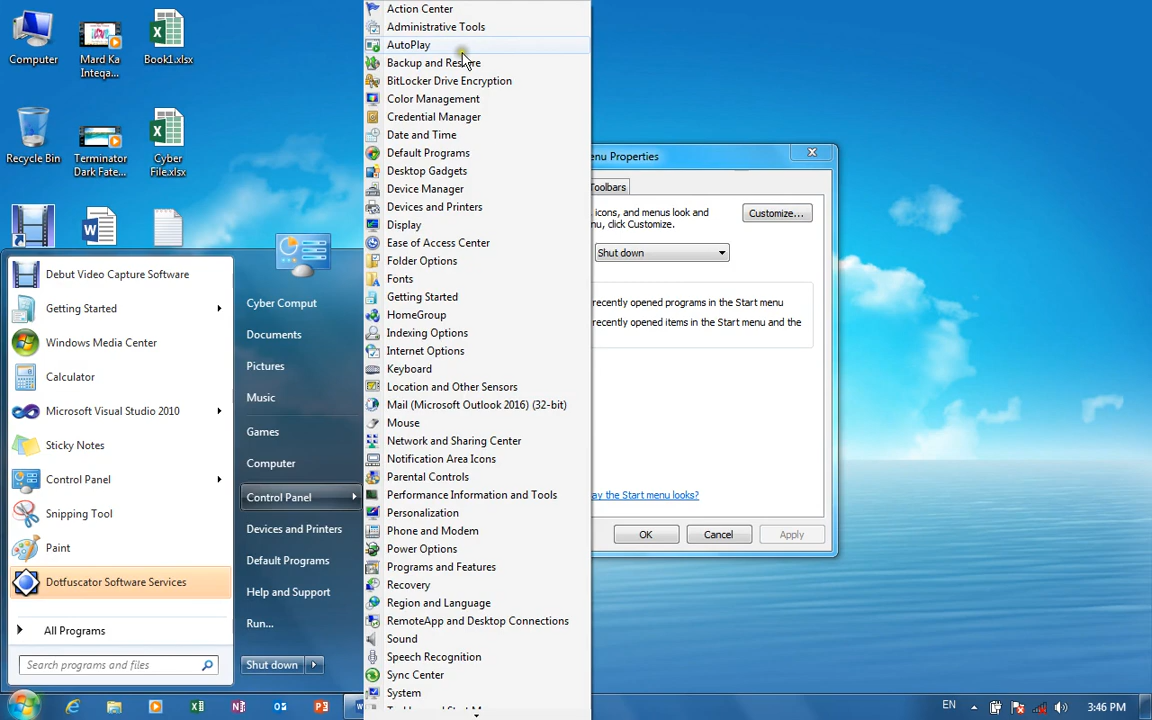 Computer
Mard Ka
Inteqa...
Book1.xlsx
Recycle Bin
Terminator
Dark Fate...
Cyber
File.xlsx
Debut Video Capture Software
Getting Started
Windows Media Center
Calculator
Microsoft Visual Studio 2010
Sticky Notes
Control Panel
Snipping Tool
Paint
Dotfuscator Software Services
All Programs
Search programs and files
Cyber Comput
Documents
Pictures
Music
Games
Computer
Control Panel
Devices and Printers
Default Programs
Help and Support
Run...
Shut down
Action Center
Administrative Tools
AutoPlay
Backup and Restore
BitLocker Drive Encryption
Color Management
Credential Manager
Date and Time
Default Programs
Desktop Gadgets
Device Manager
Devices and Printers
Display
Ease of Access Center
Folder Options
Fonts
Getting Started
HomeGroup
Indexing Options
Internet Options
Keyboard
Location and Other Sensors
Mail (Microsoft Outlook 2016) (32-bit)
Mouse
Network and Sharing Center
Notification Area Icons
Parental Controls
Performance Information and Tools
Personalization
Phone and Modem
Power Options
Programs and Features
Recovery
Region and Language
RemoteApp and Desktop Connections
Sound
Speech Recognition
Sync Center
System
enu Properties
Toolbars
, icons, and menus look and
nu, click Customize.
Customize...
Shut down
recently opened programs in the Start menu
recently opened items in the Start menu and the
ay the Start menu looks?
OK
Cancel
Apply
EN
3:46 PM